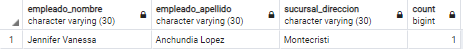 empleado_nombre empleado_apellido sucursal_direccion count
character varying (30) character varying (30) character varying (30) bigint
1 Jennifer Vanessa Anchundia Lopez Montecristi 1